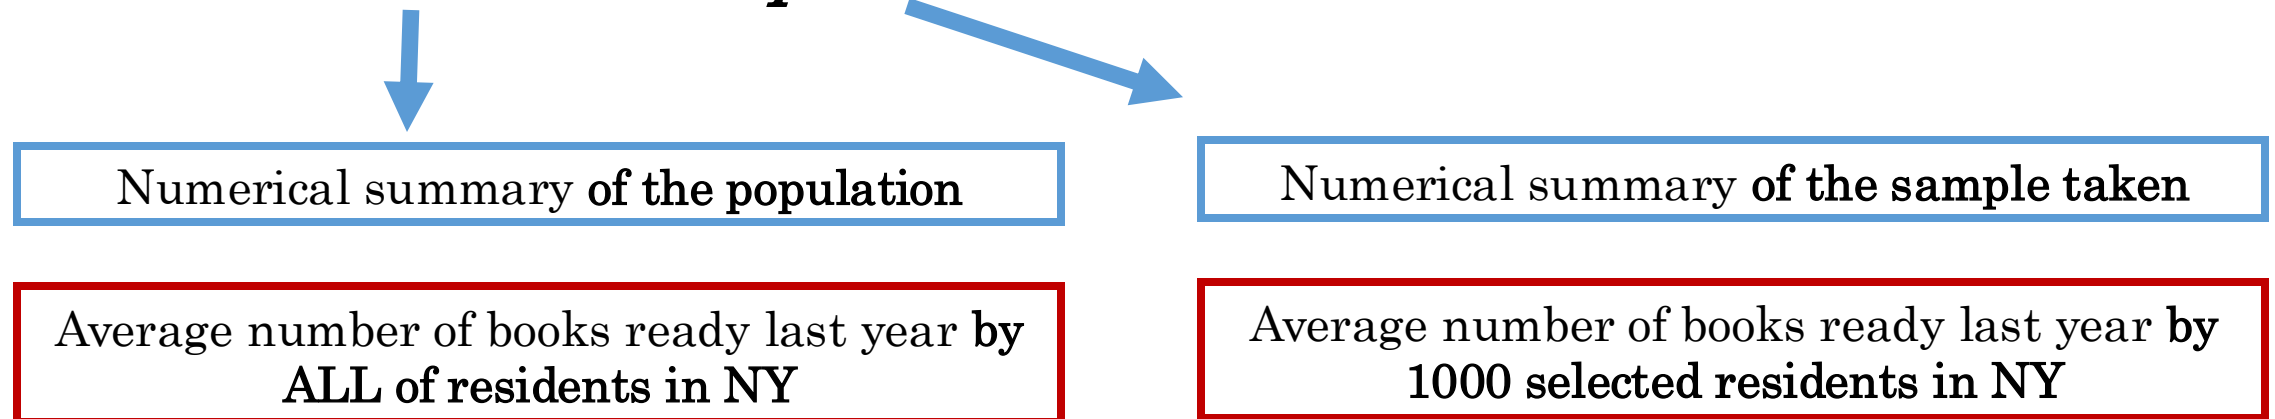 Numerical summary of the population
Numerical summary of the sample taken
Average number of books ready last year by
ALL of residents in NY
Average number of books ready last year by
1000 selected residents in NY